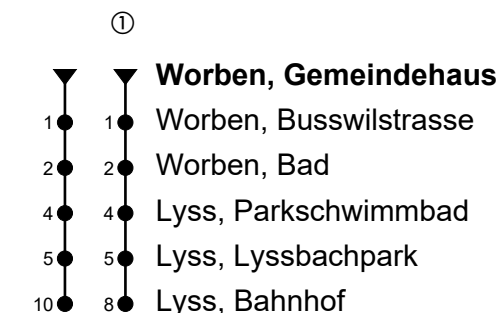 ①
Worben, Gemeindehaus
1 1 Worben, Busswilstrasse
2 2 Worben, Bad
4 4 Lyss, Parkschwimmbad
5 5 Lyss, Lyssbachpark
10 8 Lyss, Bahnhof